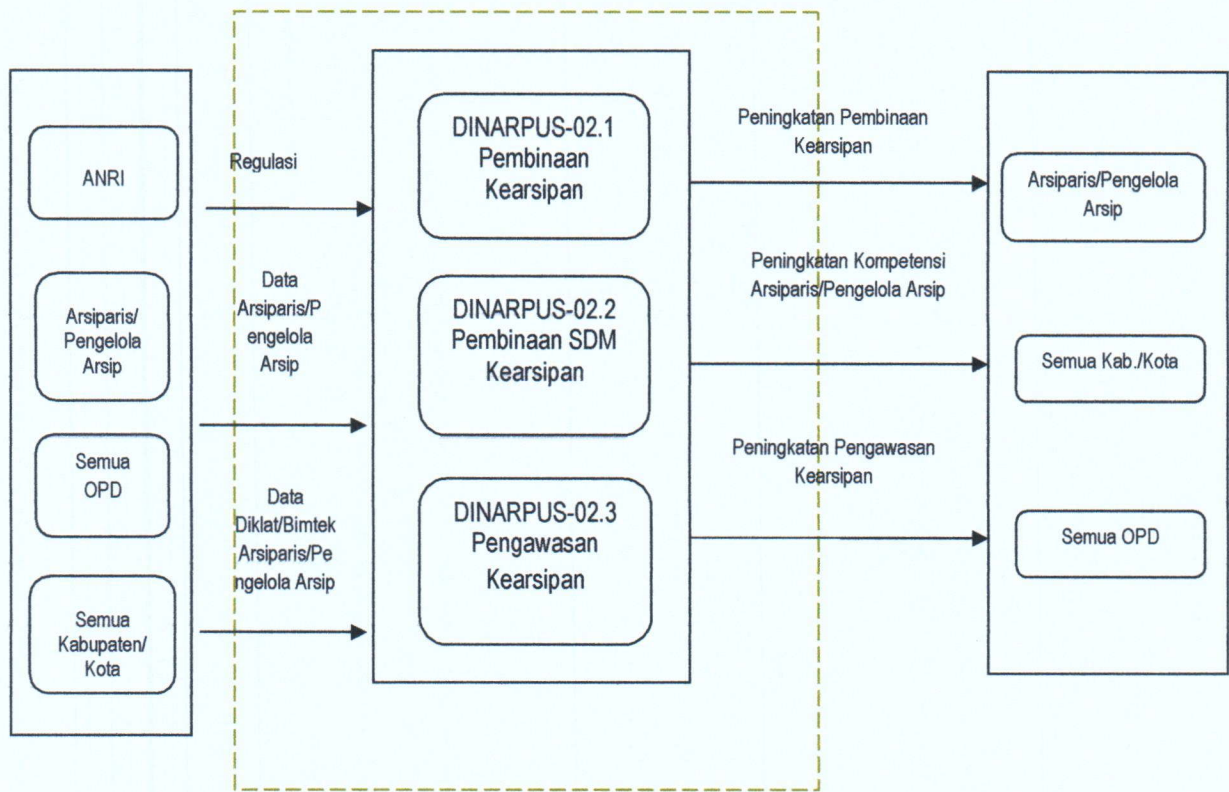 ANRI
Arsiparis/
Pengelola
Arsip
Semua
OPD
Semua
Kabupaten/
Kota
Regulasi
Data
Arsiparis/P
engelola
Arsip
Data
Diklat/Bimtek
Arsiparis/Pe
ngelola Arsip
DINARPUS-02.1
Pembinaan
Kearsipan
DINARPUS-02.2
Pembinaan SDM
Kearsipan
DINARPUS-02.3
Pengawasan
Kearsipan
Peningkatan Pembinaan
Kearsipan
Peningkatan Kompetensi
Arsiparis/Pengelola Arsip
Peningkatan Pengawasan
Kearsipan
Arsiparis/Pengelola
Arsip
Semua Kab./Kota
Semua OPD